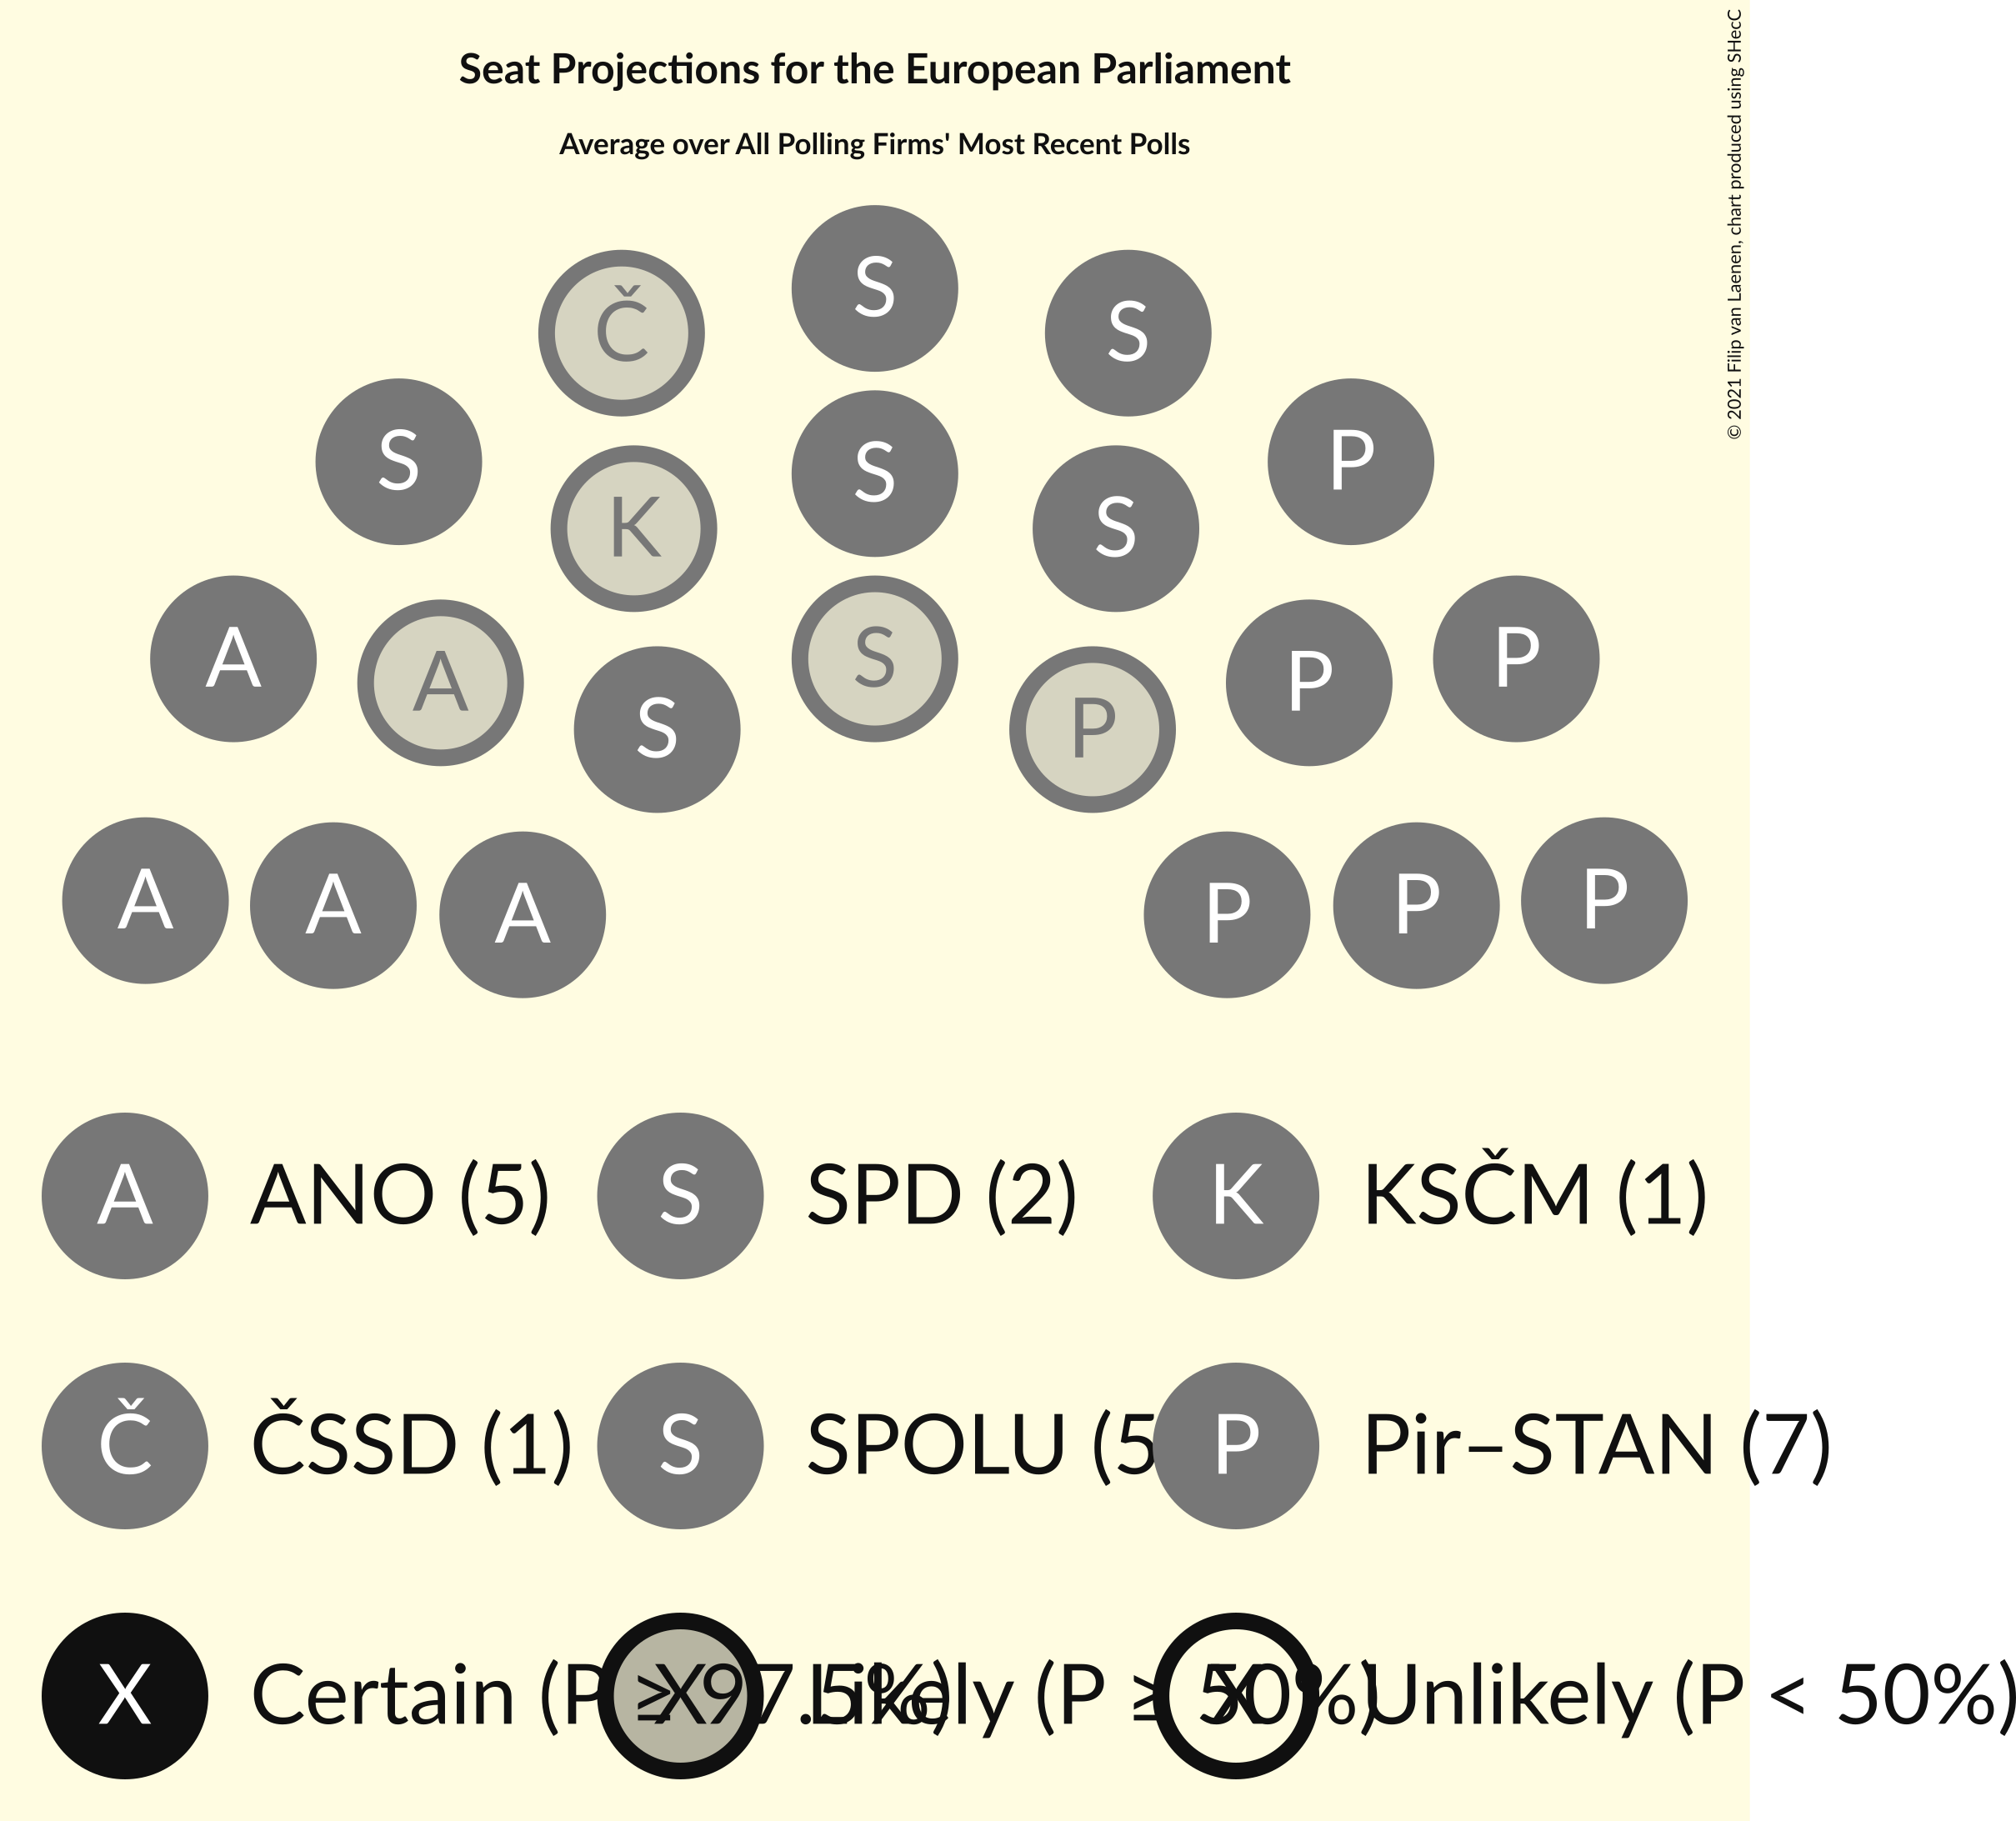 Seat Projections for the European Parliament
Average over All Polling Firms' Most Recent Polls
© 2021 Filip van Laenen, chart produced using SHecC
S
Č S
S P
S
K S
A P
A S P
S P
A P
A P
A P
A ANO (5) S SPD (2) K KSČM (1)
Č ČSSD (1) S SPOLU (5 P Pir–STAN (7)
X Certain (P ≥ 97.5%) X Likely (P ≥ 50%) X Unlikely (P < 50%)